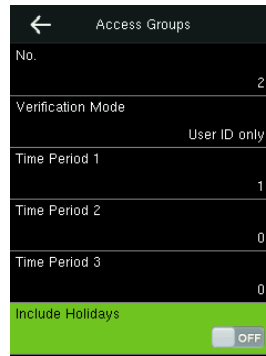 Access Groups
No.
2
Verification Mode
User ID only
Time Period 1
1
Time Period 2
0
Time Period 3
0
Include Holidays
OFF